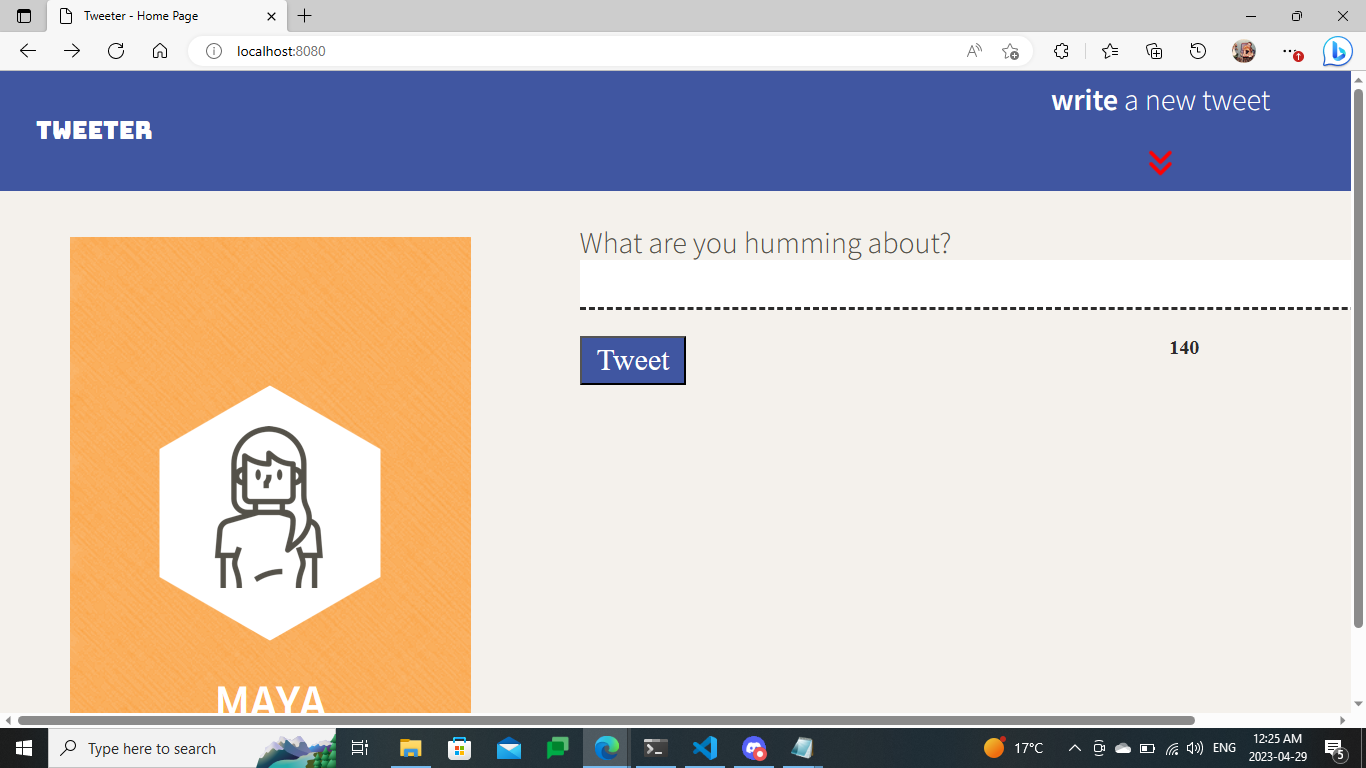 Tweeter - Home Page
localhost:8080
write a new tweet
TWEETER
What are you humming about?
Tweet
140
MAYA
Type here to search
17°C
ENG
12:25 AM
2023-04-29
5